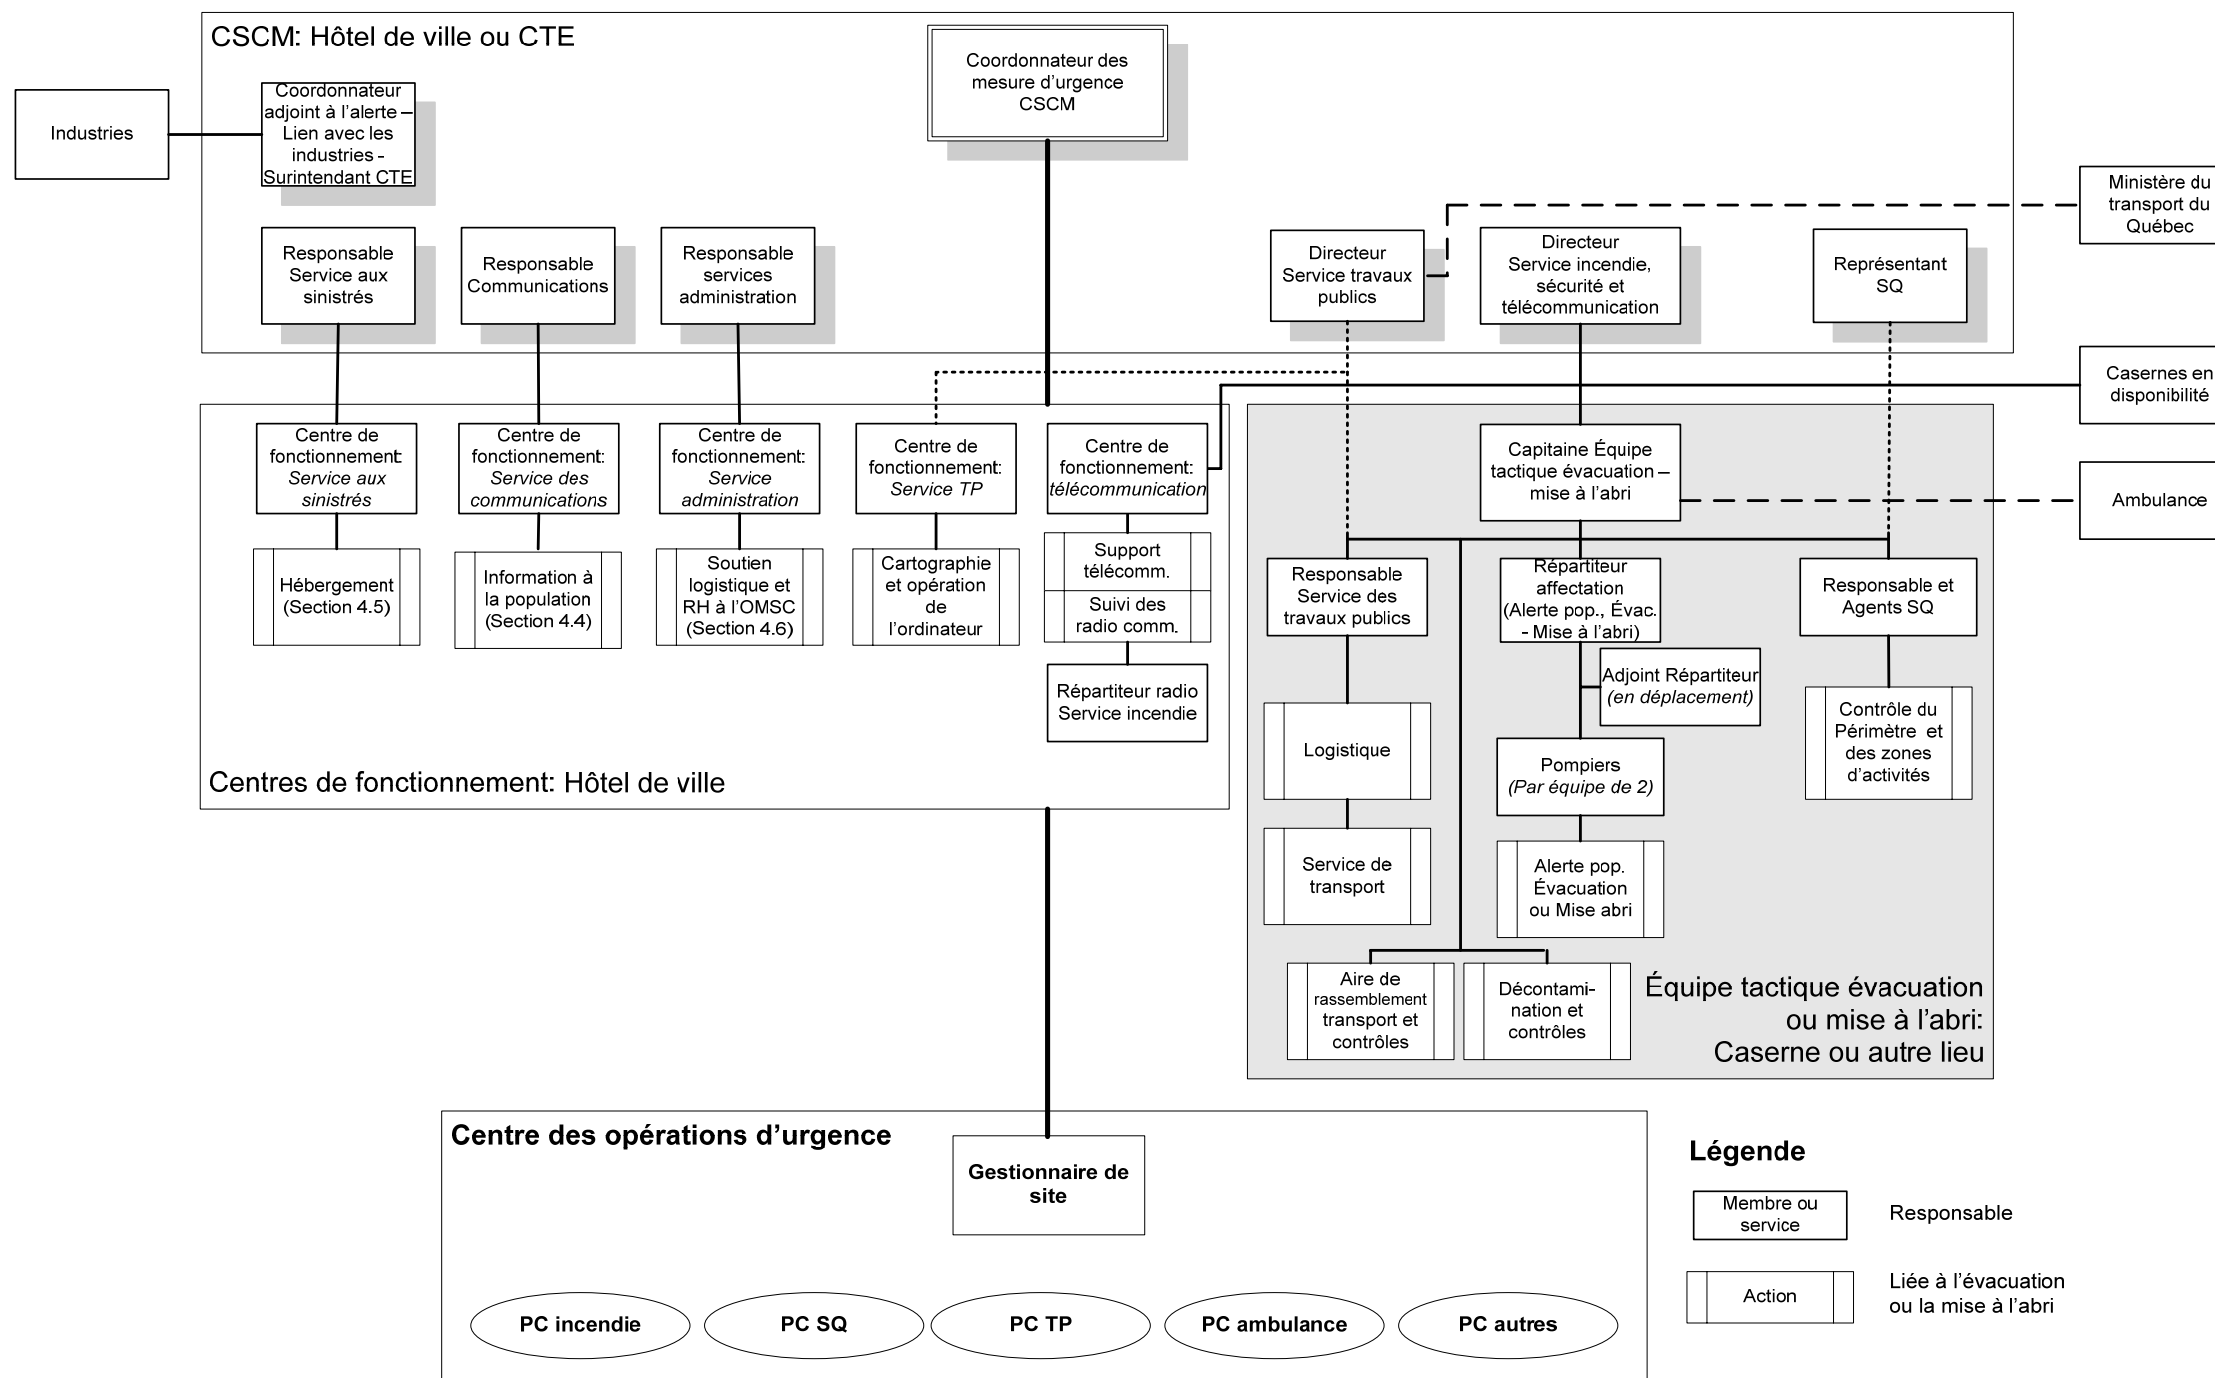 CSCM: Hôtel de ville ou CTE
Coordonnateur des
mesure d'urgence
CSCM
Industries
Coordonnateur
adjoint à l'alerte –
Lien avec les
industries -
Surintendant CTE
Ministère du
transport du
Québec
Responsable
Service aux
sinistrés
Responsable
Communications
Responsable
services
administration
Directeur
Service travaux
publics
Directeur
Service incendie,
sécurité et
télécommunication
Représentant
SQ
Casernes en
disponibilité
Centre de
fonctionnement:
Service aux
sinistrés
Centre de
fonctionnement:
Service des
communications
Centre de
fonctionnement:
Service
administration
Centre de
fonctionnement:
Service TP
Centre de
fonctionnement:
télécommunication
Capitaine Équipe
tactique évacuation –
mise à l'abri
Ambulance
Hébergement
(Section 4.5)
Information à
la population
(Section 4.4)
Soutien
logistique et
RH à l'OMSC
(Section 4.6)
Cartographie
et opération
de
l'ordinateur
Support
télécomm.
Suivi des
radio comm.
Répartiteur radio
Service incendie
Responsable
Service des
travaux publics
Répartiteur
affectation
(Alerte pop., Évac.
- Mise à l'abri)
Responsable et
Agents SQ
Adjoint Répartiteur
(en déplacement)
Logistique
Pompiers
(Par équipe de 2)
Contrôle du
Périmètre et
des zones
d'activités
Centres de fonctionnement: Hôtel de ville
Service de
transport
Alerte pop.
Évacuation
ou Mise abri
Aire de
rassemblement
transport et
contrôles
Décontami-
nation et
contrôles
Équipe tactique évacuation
ou mise à l'abri:
Caserne ou autre lieu
Centre des opérations d'urgence
Gestionnaire de
site
PC incendie
PC SQ
PC TP
PC ambulance
PC autres
Légende
Membre ou
service
Responsable
Action
Liée à l'évacuation
ou la mise à l'abri